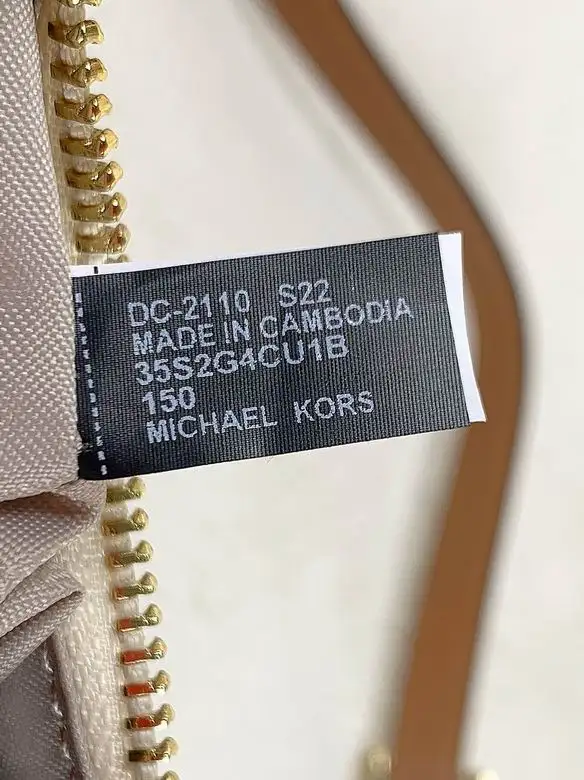 DC-2110 S22
MADE IN CAMBODIA
35S2G4CU1B
150
MICHAEL KORS